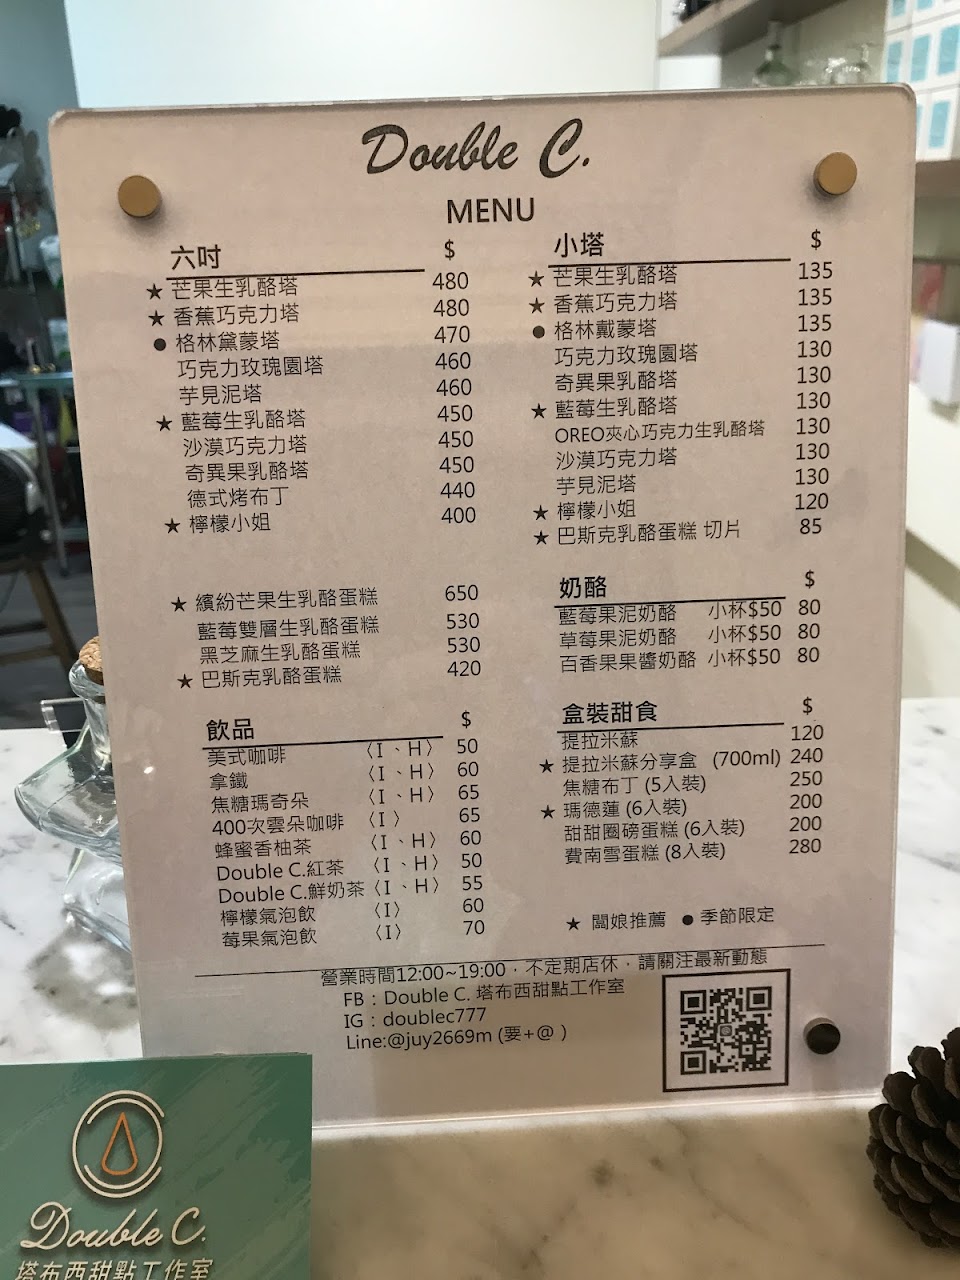 Double C.
MENU
六吋 $
★ 芒果生乳酪塔 480
★ 香蕉巧克力塔 480
● 格林黛蒙塔 470
巧克力玫瑰園塔 460
芋見泥塔 460
★ 藍莓生乳酪塔 450
沙漠巧克力塔 450
奇異果乳酪塔 450
德式烤布丁 440
★ 檸檬小姐 400
★ 繽紛芒果生乳酪蛋糕 650
藍莓雙層生乳酪蛋糕 530
黑芝麻生乳酪蛋糕 530
★ 巴斯克乳酪蛋糕 420
飲品 $
美式咖啡 〈I、H〉 50
拿鐵 〈I、H〉 60
焦糖瑪奇朵 〈I、H〉 65
400次雲朵咖啡 〈I〉 65
蜂蜜香柚茶 〈I、H〉 60
Double C.紅茶 〈I、H〉 50
Double C.鮮奶茶 〈I、H〉 55
檸檬氣泡飲 〈I〉 60
莓果氣泡飲 〈I〉 70
小塔 $
★ 芒果生乳酪塔 135
★ 香蕉巧克力塔 135
● 格林戴蒙塔 135
巧克力玫瑰園塔 130
奇異果乳酪塔 130
★ 藍莓生乳酪塔 130
OREO夾心巧克力生乳酪塔 130
沙漠巧克力塔 130
芋見泥塔 130
★ 檸檬小姐 120
★ 巴斯克乳酪蛋糕 切片 85
奶酪 $
藍莓果泥奶酪 小杯$50 80
草莓果泥奶酪 小杯$50 80
百香果果醬奶酪 小杯$50 80
盒裝甜食 $
提拉米蘇 120
★ 提拉米蘇分享盒 (700ml) 240
焦糖布丁 (5入裝) 250
★ 瑪德蓮 (6入裝) 200
甜甜圈磅蛋糕 (6入裝) 200
費南雪蛋糕 (8入裝) 280
★ 闆娘推薦 ● 季節限定
營業時間12:00~19:00．不定期店休．請關注最新動態
FB：Double C. 塔布西甜點工作室
IG：doublec777
Line:@juy2669m (要+@ )
Double C.
塔布西甜點工作室